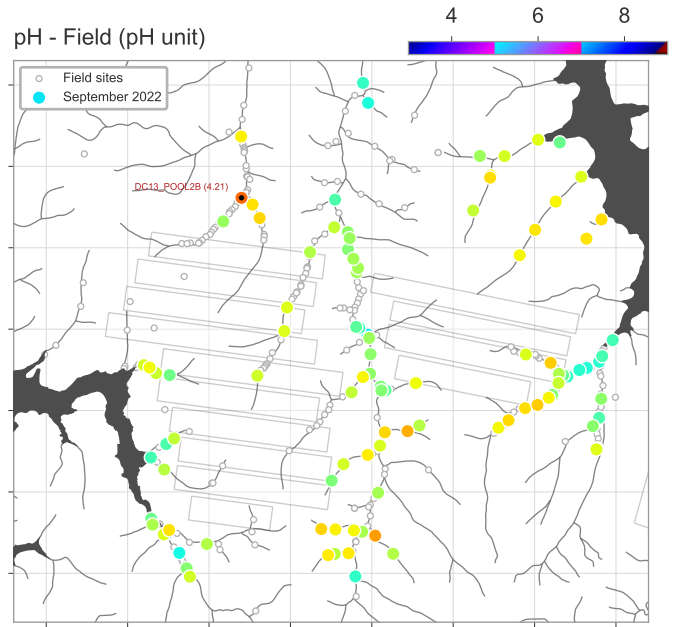 4 6 8
pH - Field (pH unit)
Field sites
September 2022
DC13_POOL2B (4.21)